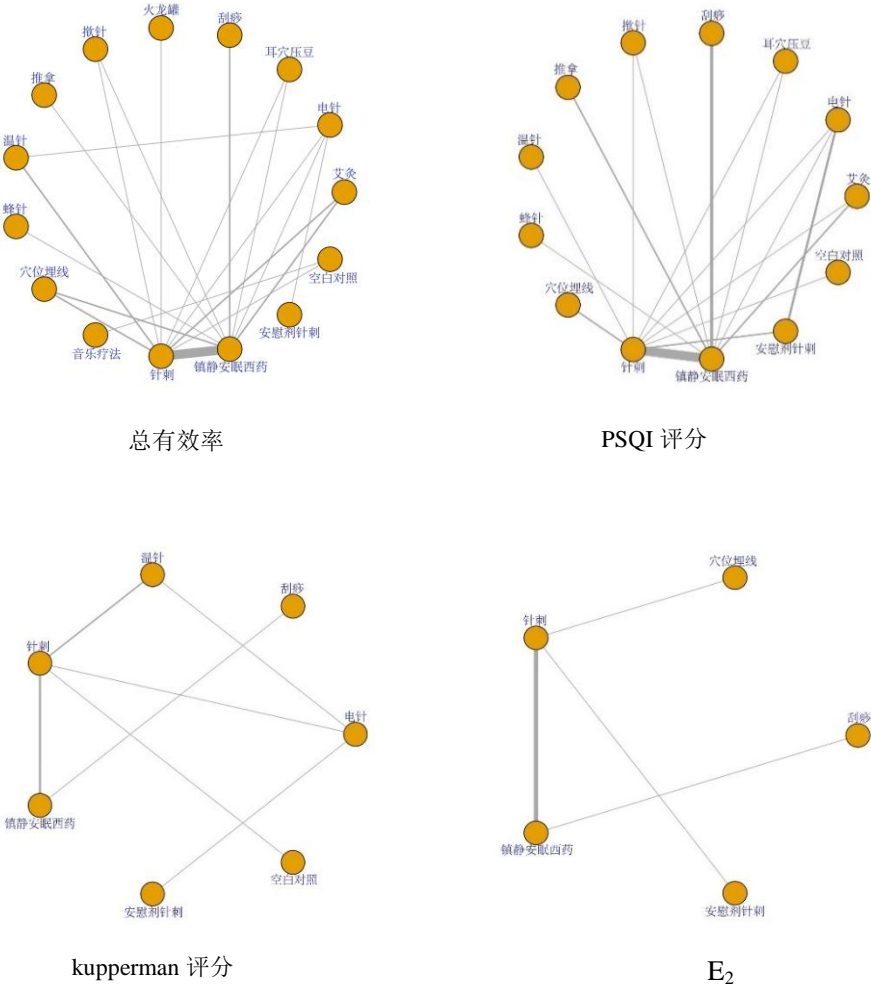 火龙罐
刮痧
揿针
耳穴压豆
推拿
电针
温针
艾灸
蜂针
空白对照
穴位埋线
安慰剂针刺
音乐疗法
针刺
镇静安眠西药
总有效率
刮痧
揿针
耳穴压豆
推拿
电针
温针
艾灸
蜂针
空白对照
穴位埋线
安慰剂针刺
针刺
镇静安眠西药
PSQI 评分
温针
刮痧
针刺
电针
镇静安眠西药
空白对照
安慰剂针刺
kupperman 评分
穴位埋线
针刺
刮痧
镇静安眠西药
安慰剂针刺
E₂